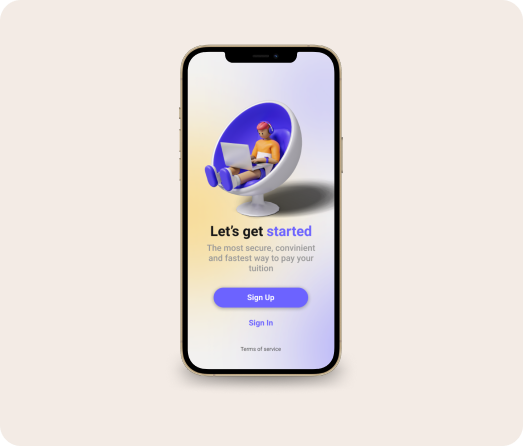 Let's get started
The most secure, convinient
and fastest way to pay your
tuition
Sign Up
Sign In
Terms of service